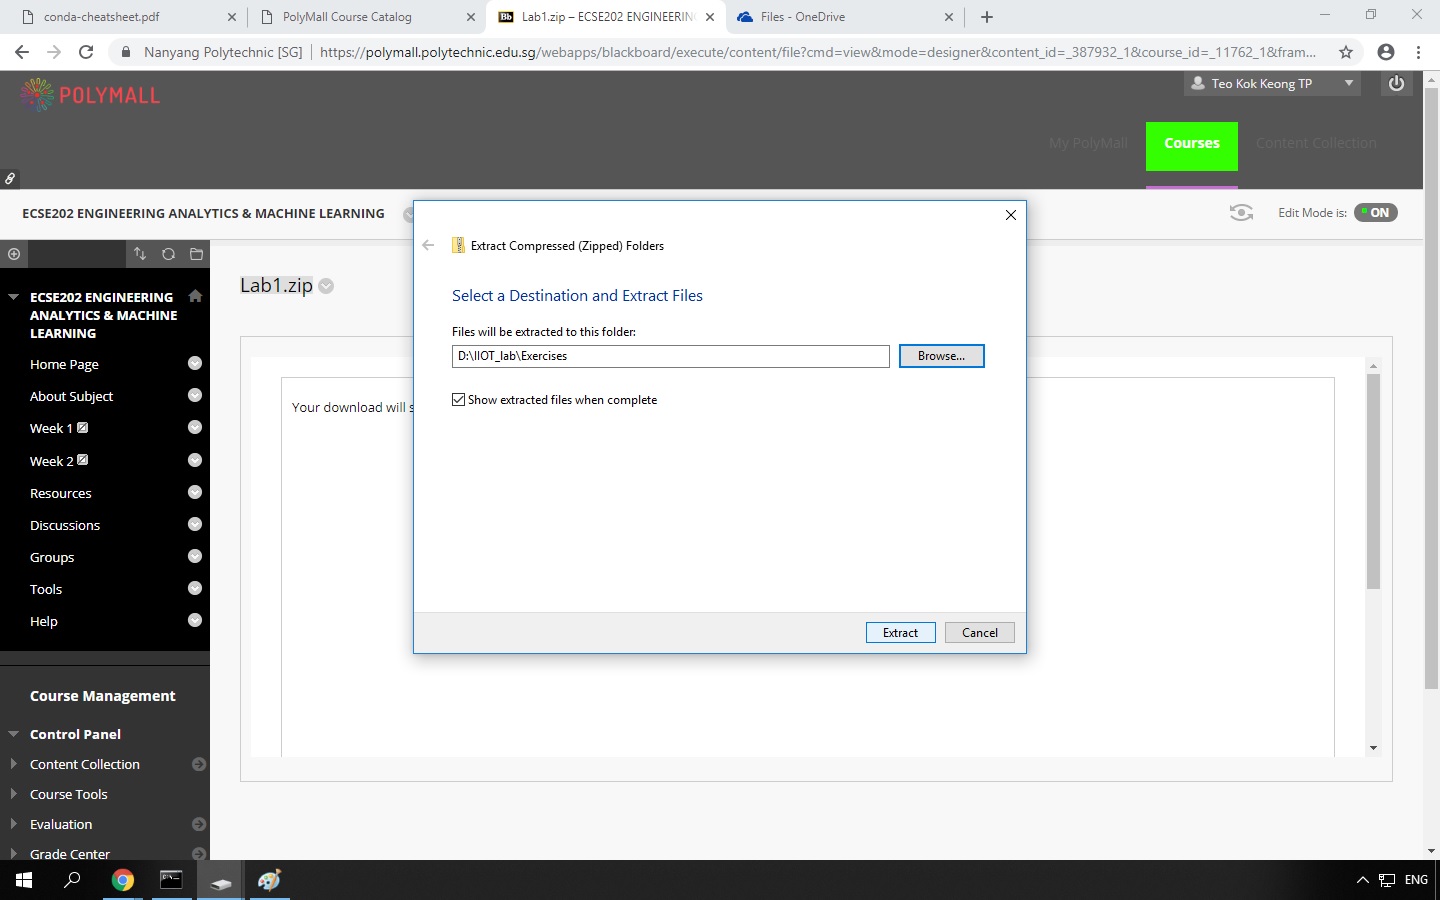 conda-cheatsheet.pdf
PolyMall Course Catalog
Bb Lab1.zip – ECSE202 ENGINEERIN
Files - OneDrive
Nanyang Polytechnic [SG] | https://polymall.polytechnic.edu.sg/webapps/blackboard/execute/content/file?cmd=view&mode=designer&content_id=_387932_1&course_id=_11762_1&fram...
POLYMALL
Teo Kok Keong TP
My PolyMall
Courses
Content Collection
ECSE202 ENGINEERING ANALYTICS & MACHINE LEARNING
Edit Mode is: ON
ECSE202 ENGINEERING
ANALYTICS & MACHINE
LEARNING
Home Page
About Subject
Week 1
Week 2
Resources
Discussions
Groups
Tools
Help
Course Management
Control Panel
Content Collection
Course Tools
Evaluation
Grade Center
Lab1.zip
Your download will s
Extract Compressed (Zipped) Folders
Select a Destination and Extract Files
Files will be extracted to this folder:
D:\IIOT_lab\Exercises
Browse...
Show extracted files when complete
Extract
Cancel
ENG